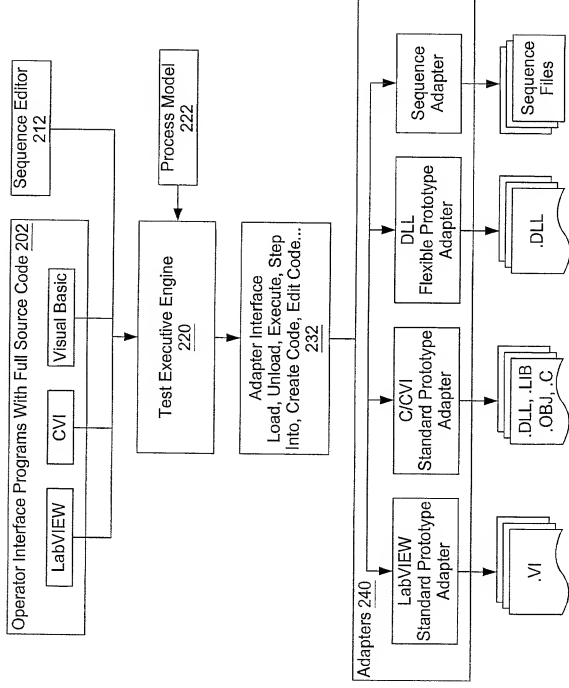 Operator Interface Programs With Full Source Code 202
LabVIEW
CVI
Visual Basic
Sequence Editor
212
Process Model
222
Test Executive Engine
220
Adapter Interface
Load, Unload, Execute, Step
Into, Create Code, Edit Code...
232
Adapters 240
LabVIEW
Standard Prototype
Adapter
C/CVI
Standard Prototype
Adapter
DLL
Flexible Prototype
Adapter
Sequence
Adapter
.VI
.DLL, .LIB
.OBJ, .C
.DLL
Sequence
Files